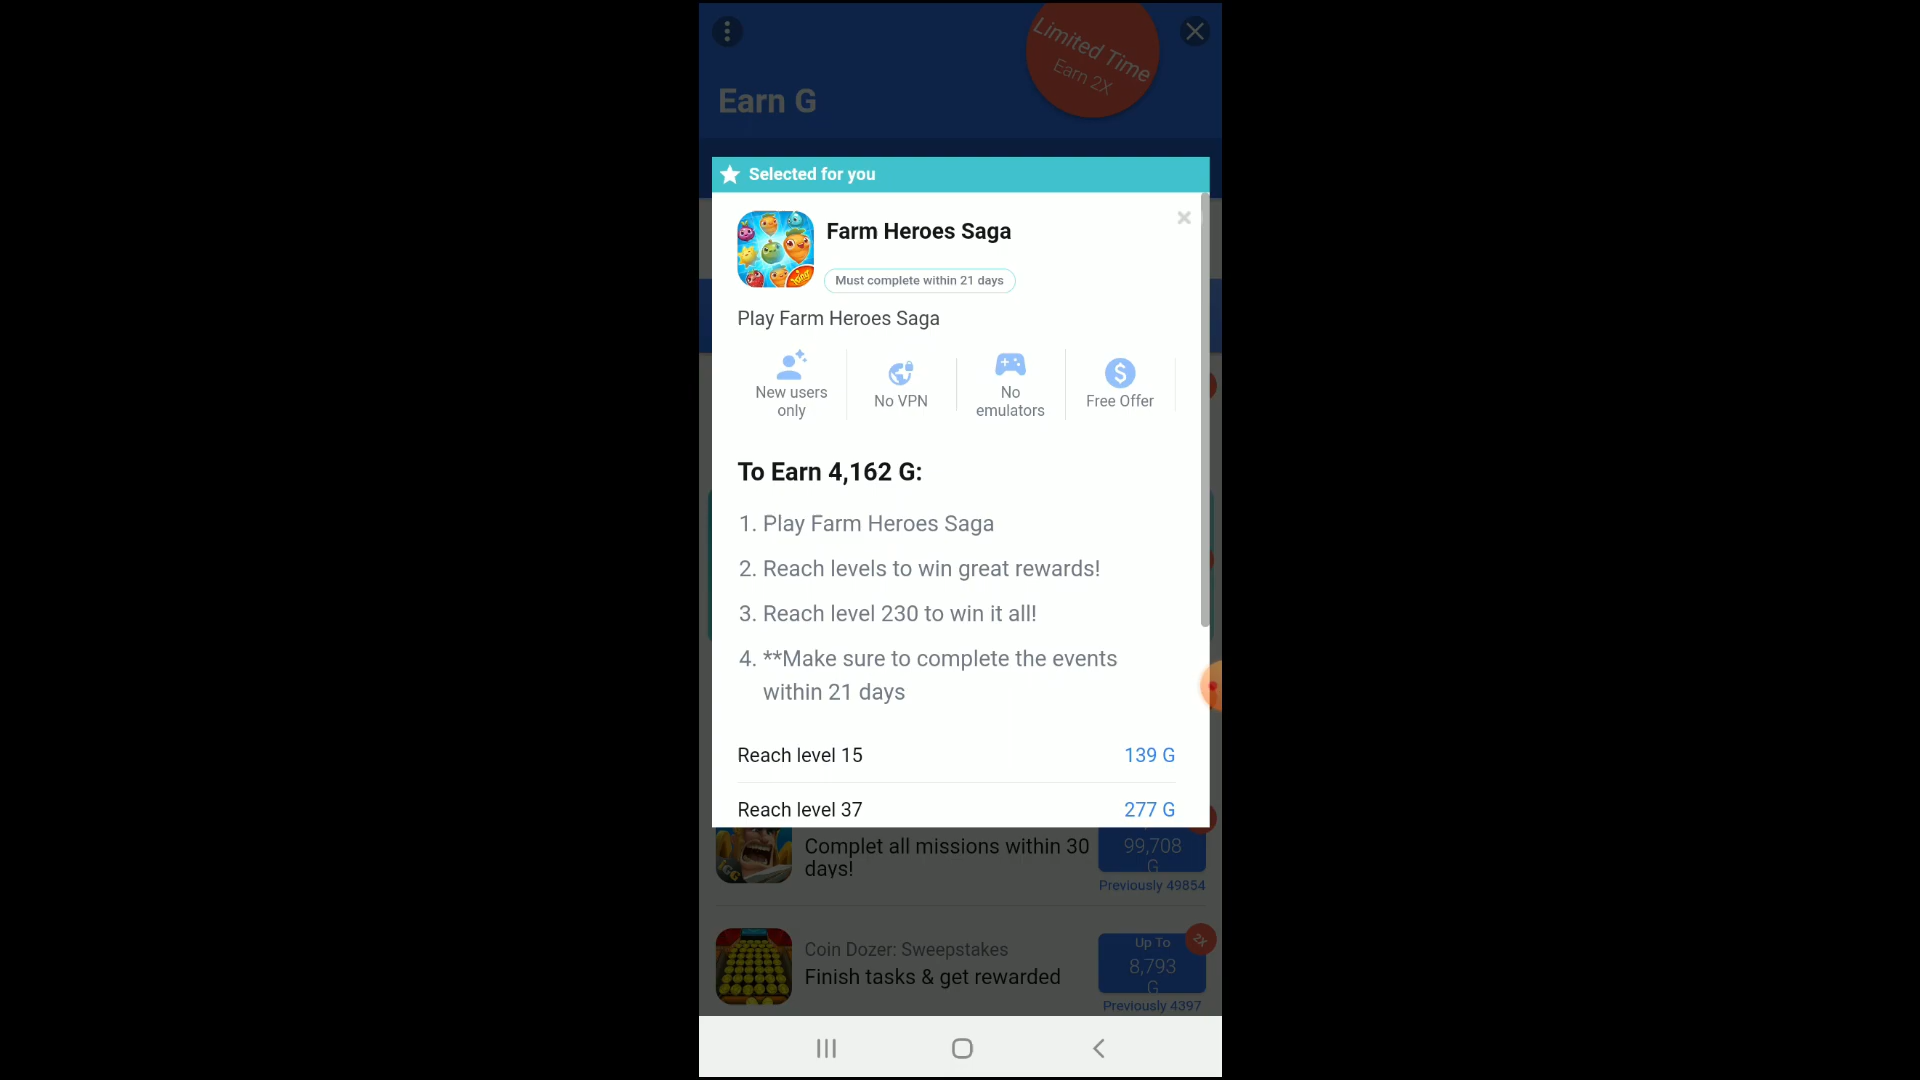 Limited Time
Earn 2X
Earn G
Selected for you
Farm Heroes Saga
Must complete within 21 days
Play Farm Heroes Saga
New users
only
No VPN
No
emulators
Free Offer
To Earn 4,162 G:
1. Play Farm Heroes Saga
2. Reach levels to win great rewards!
3. Reach level 230 to win it all!
4. **Make sure to complete the events
within 21 days
Reach level 15 139 G
Reach level 37 277 G
Complet all missions within 30
days!
99,708
G
Previously 49854
IGG
Coin Dozer: Sweepstakes
Finish tasks & get rewarded
Up To
8,793
G
2X
Previously 4397
King